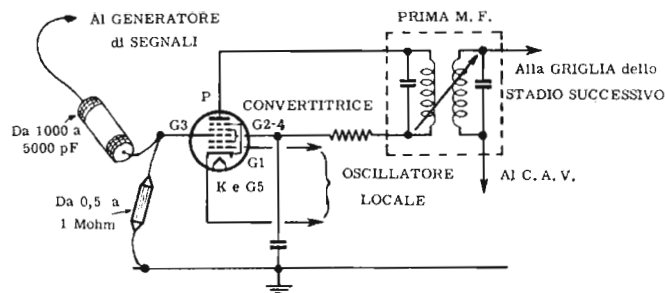 Al GENERATORE
di SEGNALI
PRIMA M. F.
Alla GRIGLIA dello
STADIO SUCCESSIVO
P
CONVERTITRICE
Da 1000 a
5000 pF
G3
G2-4
G1
K e G5
OSCILLATORE
LOCALE
Al C. A. V.
Da 0,5 a
1 Mohm